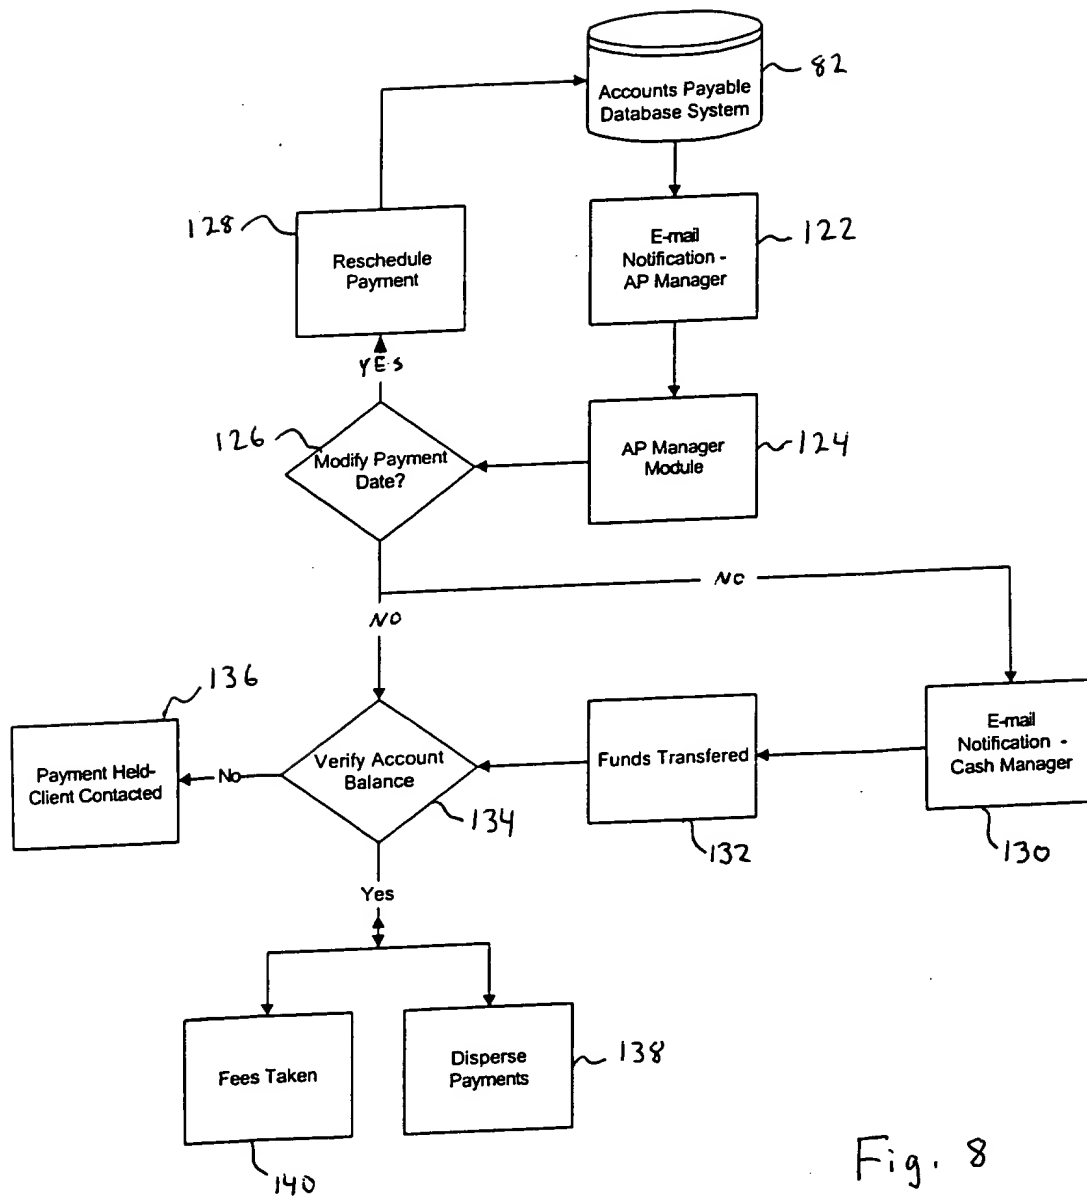 82
Accounts Payable
Database System
128
Reschedule
Payment
E-mail
Notification -
AP Manager
122
YES
126
Modify Payment
Date?
AP Manager
Module
124
NO
NO
136
Payment Held-
Client Contacted
No
Verify Account
Balance
134
Funds Transfered
132
E-mail
Notification -
Cash Manager
130
Yes
Fees Taken
140
Disperse
Payments
138
Fig. 8